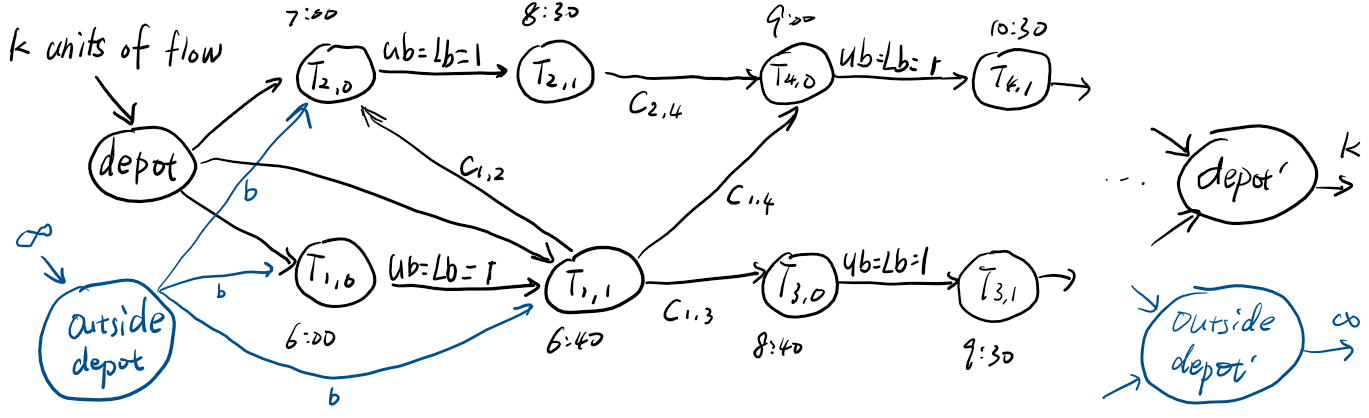 7:00
8:30
9:00
10:30
k units of flow
T2,0
ub=Lb=1
T2,1
C2,4
T4,0
ub=Lb=1
T4,1
depot
b
C1,2
C1,4
...
depot'
k
∞
T1,0
ub=Lb=1
T1,1
C1,3
T3,0
ub=Lb=1
T3,1
b
outside
depot
6:00
6:40
8:40
9:30
b
outside
depot'
∞